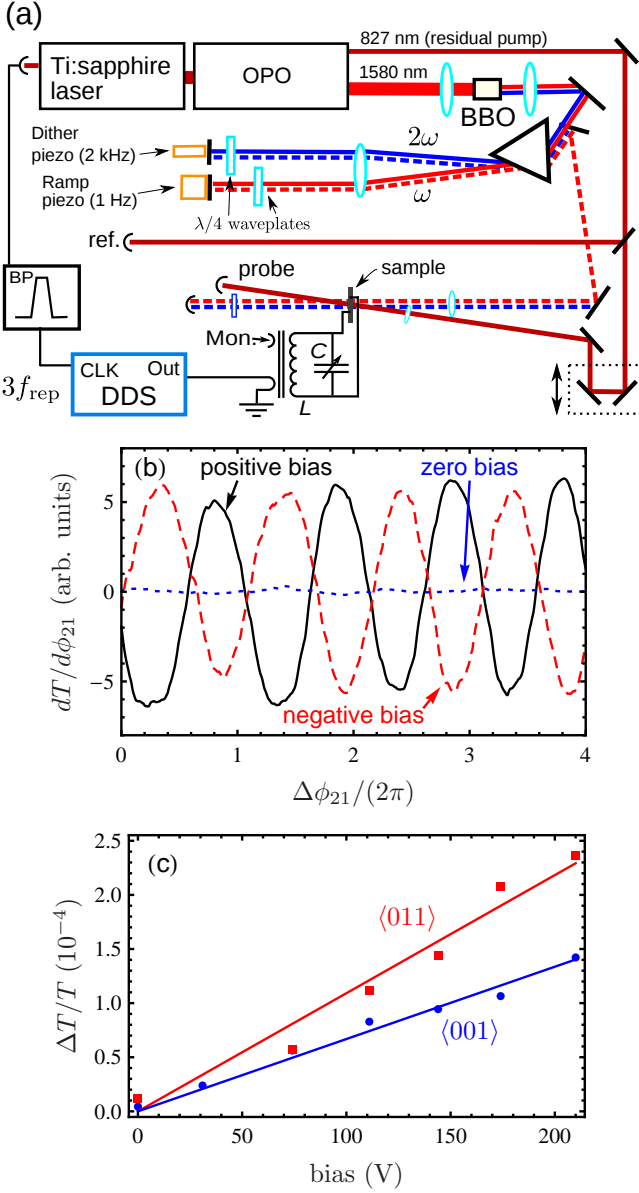 (a)
827 nm (residual pump)
Ti:sapphire
laser
OPO
1580 nm
BBO
Dither
piezo (2 kHz)
2ω
Ramp
piezo (1 Hz)
ω
λ/4 waveplates
ref.
probe
sample
BP
Mon.
C
L
3f_rep
CLK
Out
DDS
(b)
positive bias
zero bias
negative bias
dT/dϕ₂₁ (arb. units)
5
0
−5
0 1 2 3 4
Δϕ₂₁/(2π)
(c)
2.5
2.0
1.5
1.0
0.5
0.0
ΔT/T (10⁻⁴)
⟨011⟩
⟨001⟩
0 50 100 150 200
bias (V)